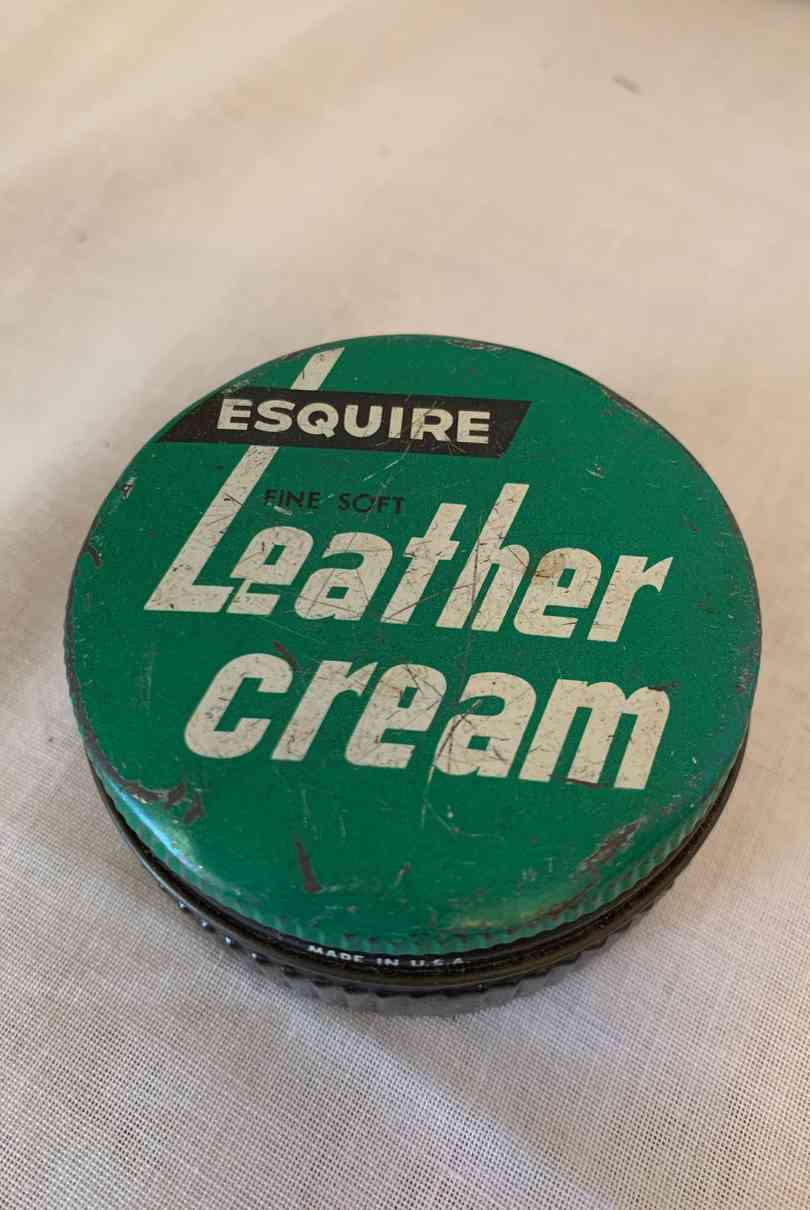 ESQUIRE
FINE SOFT
Leather
cream
MADE IN U.S.A.